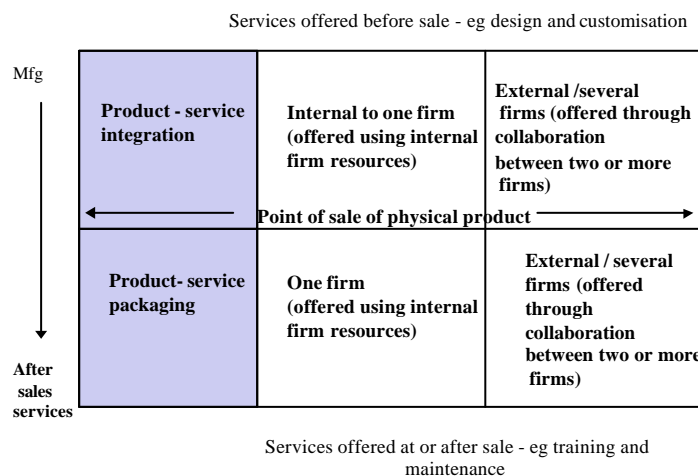 Services offered before sale - eg design and customisation
Mfg
Product - service
integration
Internal to one firm
(offered using internal
firm resources)
External /several
firms (offered through
collaboration
between two or more
firms)
Point of sale of physical product
Product- service
packaging
One firm
(offered using internal
firm resources)
External / several
firms (offered
through
collaboration
between two or more
firms)
After
sales
services
Services offered at or after sale - eg training and
maintenance